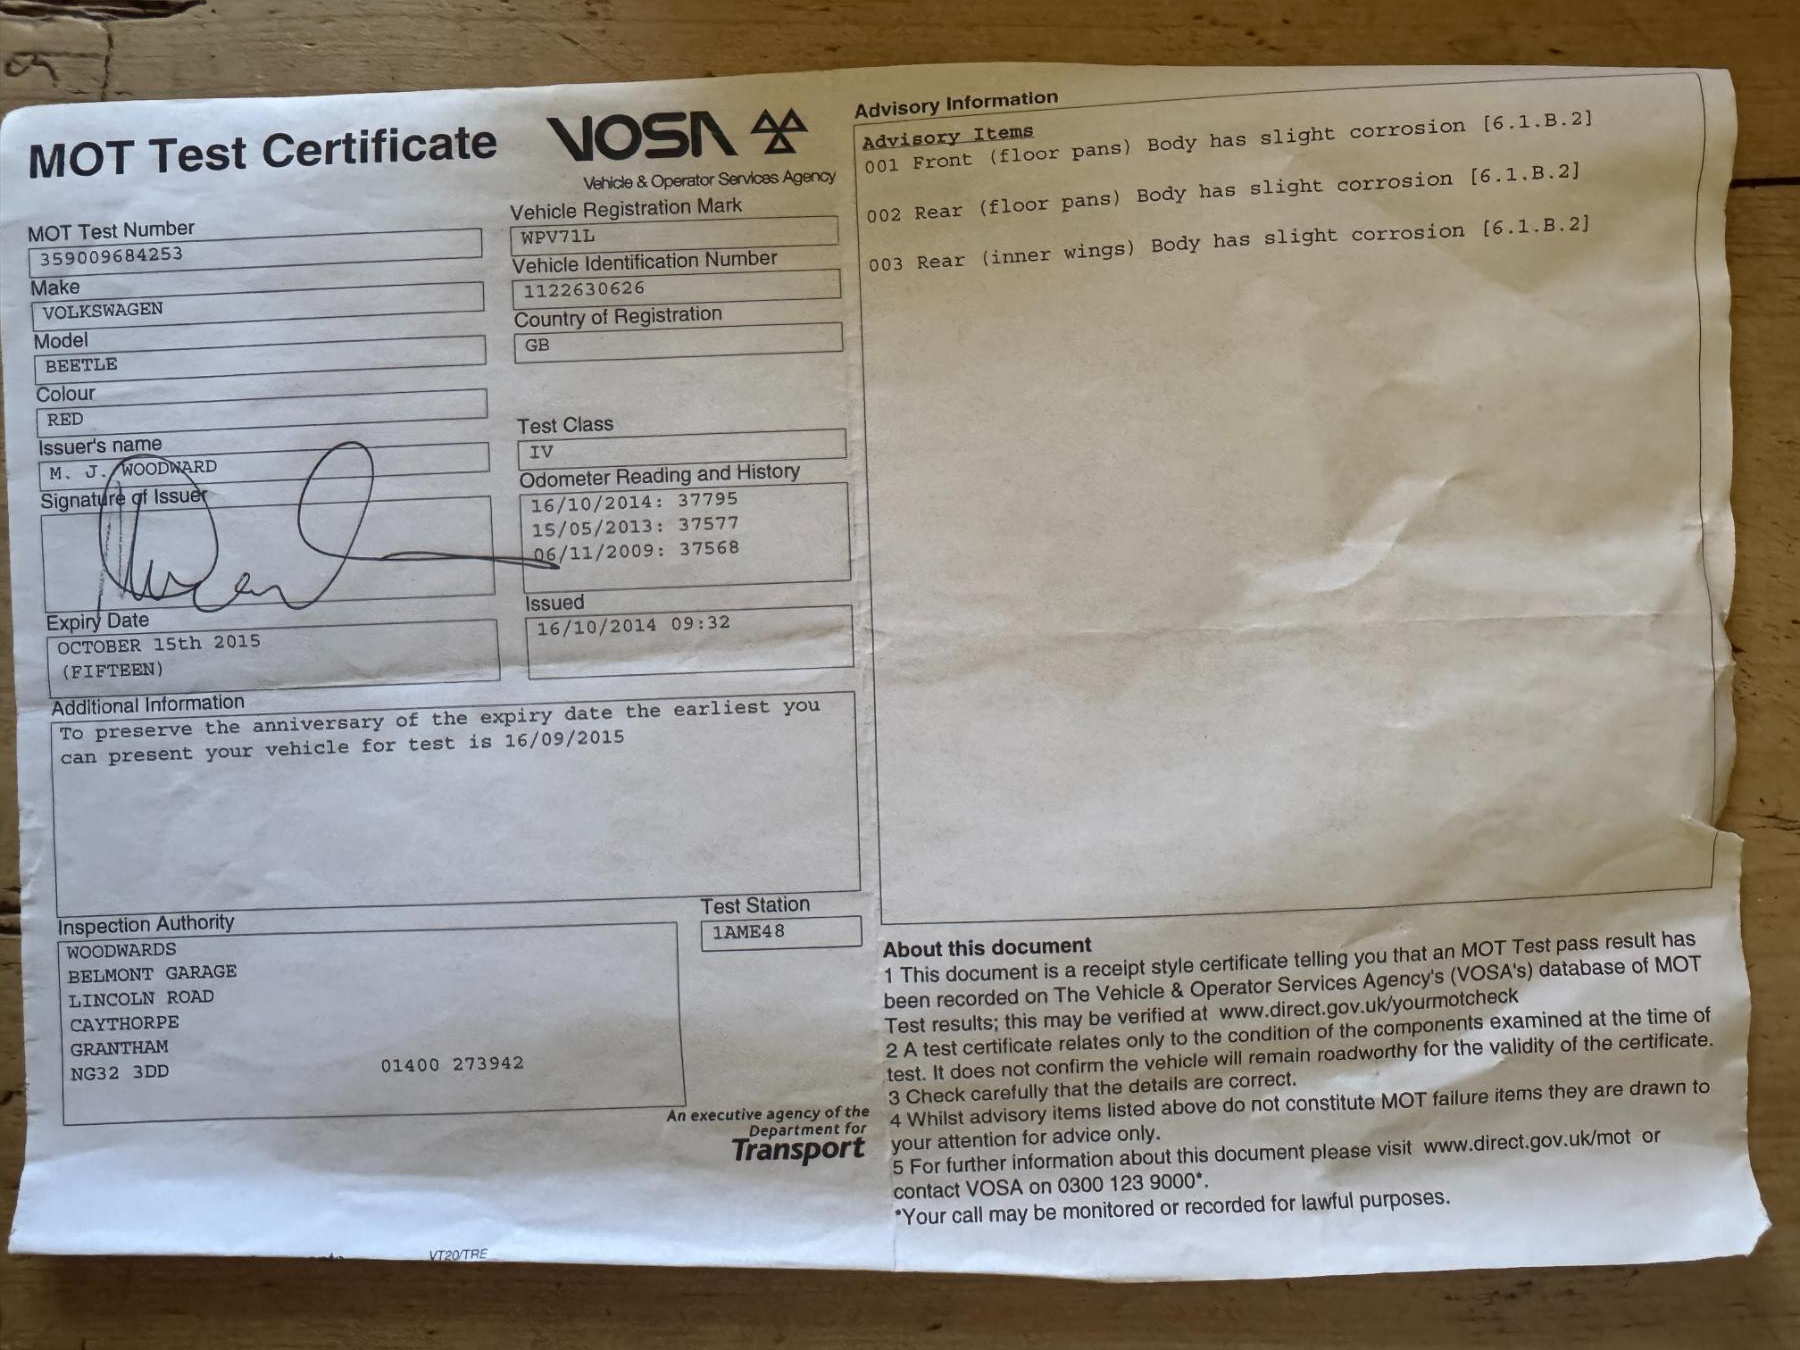 MOT Test Certificate
VOSA
Vehicle & Operator Services Agency
MOT Test Number
359009684253
Make
VOLKSWAGEN
Model
BEETLE
Colour
RED
Issuer's name
M. J. WOODWARD
Signature of Issuer
Expiry Date
OCTOBER 15th 2015
(FIFTEEN)
Vehicle Registration Mark
WPV71L
Vehicle Identification Number
1122630626
Country of Registration
GB
Test Class
IV
Odometer Reading and History
16/10/2014: 37795
15/05/2013: 37577
06/11/2009: 37568
Issued
16/10/2014 09:32
Additional Information
To preserve the anniversary of the expiry date the earliest you
can present your vehicle for test is 16/09/2015
Inspection Authority
WOODWARDS
BELMONT GARAGE
LINCOLN ROAD
CAYTHORPE
GRANTHAM
NG32 3DD
01400 273942
Test Station
1AME48
An executive agency of the
Department for
Transport
VT20/TRE
Advisory Information
Advisory Items
001 Front (floor pans) Body has slight corrosion [6.1.B.2]
002 Rear (floor pans) Body has slight corrosion [6.1.B.2]
003 Rear (inner wings) Body has slight corrosion [6.1.B.2]
About this document
1 This document is a receipt style certificate telling you that an MOT Test pass result has
been recorded on The Vehicle & Operator Services Agency's (VOSA's) database of MOT
Test results; this may be verified at www.direct.gov.uk/yourmotcheck
2 A test certificate relates only to the condition of the components examined at the time of
test. It does not confirm the vehicle will remain roadworthy for the validity of the certificate.
3 Check carefully that the details are correct.
4 Whilst advisory items listed above do not constitute MOT failure items they are drawn to
your attention for advice only.
5 For further information about this document please visit www.direct.gov.uk/mot or
contact VOSA on 0300 123 9000*.
*Your call may be monitored or recorded for lawful purposes.